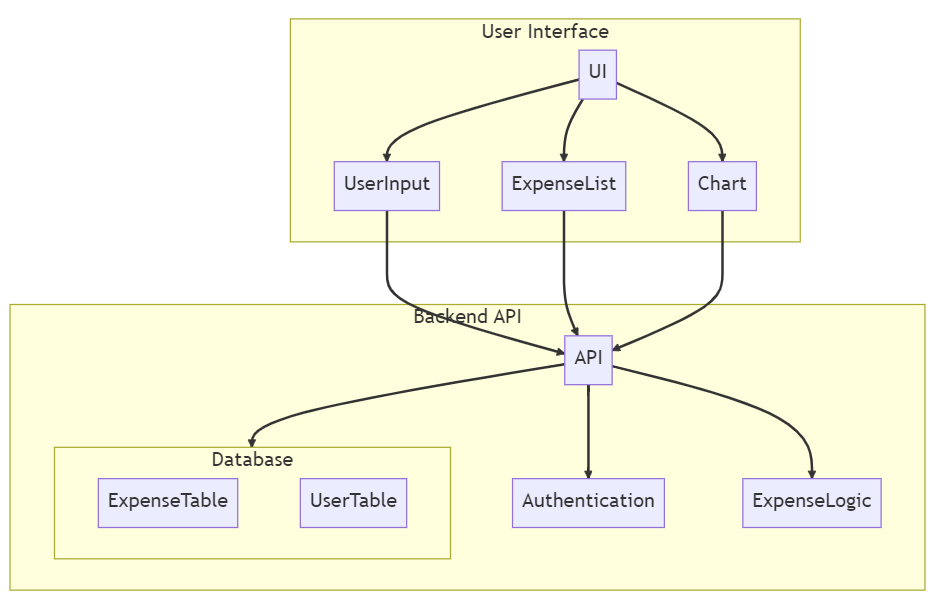 User Interface
UI
UserInput
ExpenseList
Chart
Backend API
API
Database
ExpenseTable
UserTable
Authentication
ExpenseLogic